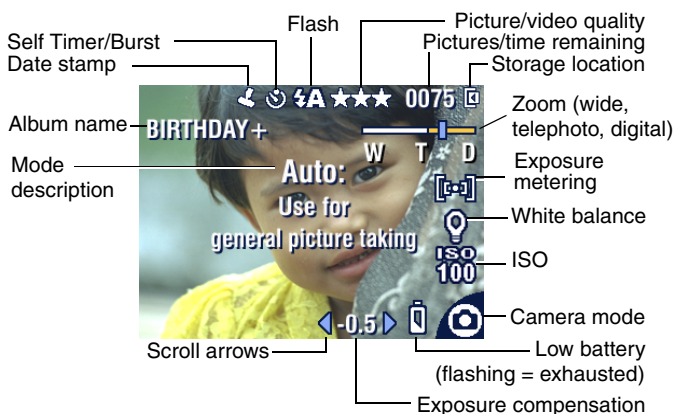 Self Timer/Burst
Date stamp
Flash
Picture/video quality
Pictures/time remaining
Storage location
A 0075
Album name
BIRTHDAY+
Zoom (wide,
telephoto, digital)
W T D
Mode
description
Auto:
Use for
general picture taking
Exposure
metering
White balance
ISO
100
ISO
-0.5
Camera mode
Scroll arrows
Low battery
(flashing = exhausted)
Exposure compensation